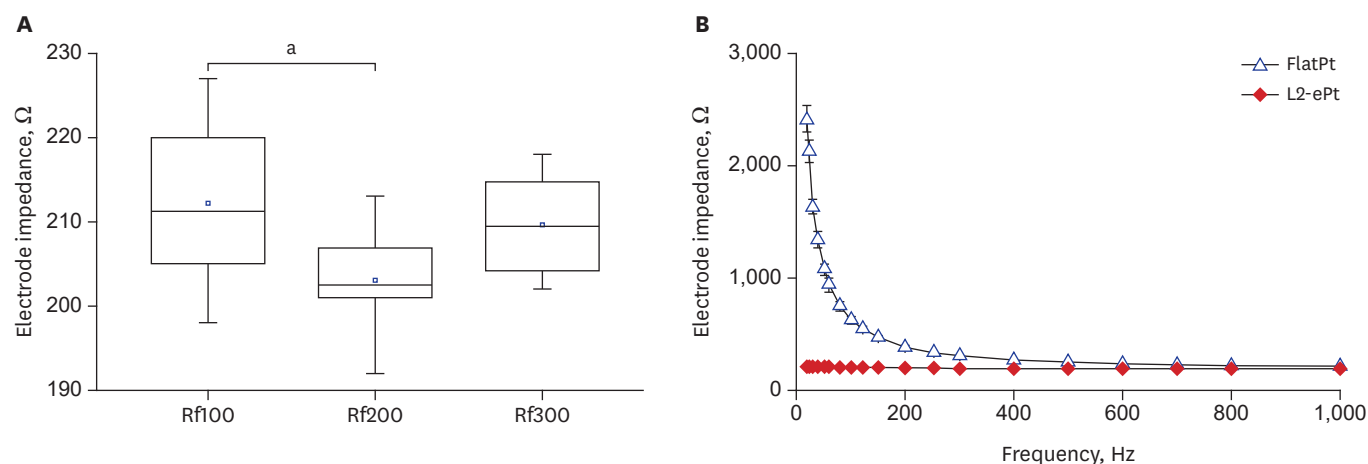 A
230
220
210
200
190
Electrode impedance, Ω
a
Rf100
Rf200
Rf300
B
3,000
2,000
1,000
0
Electrode impedance, Ω
FlatPt
L2-ePt
0
200
400
600
800
1,000
Frequency, Hz